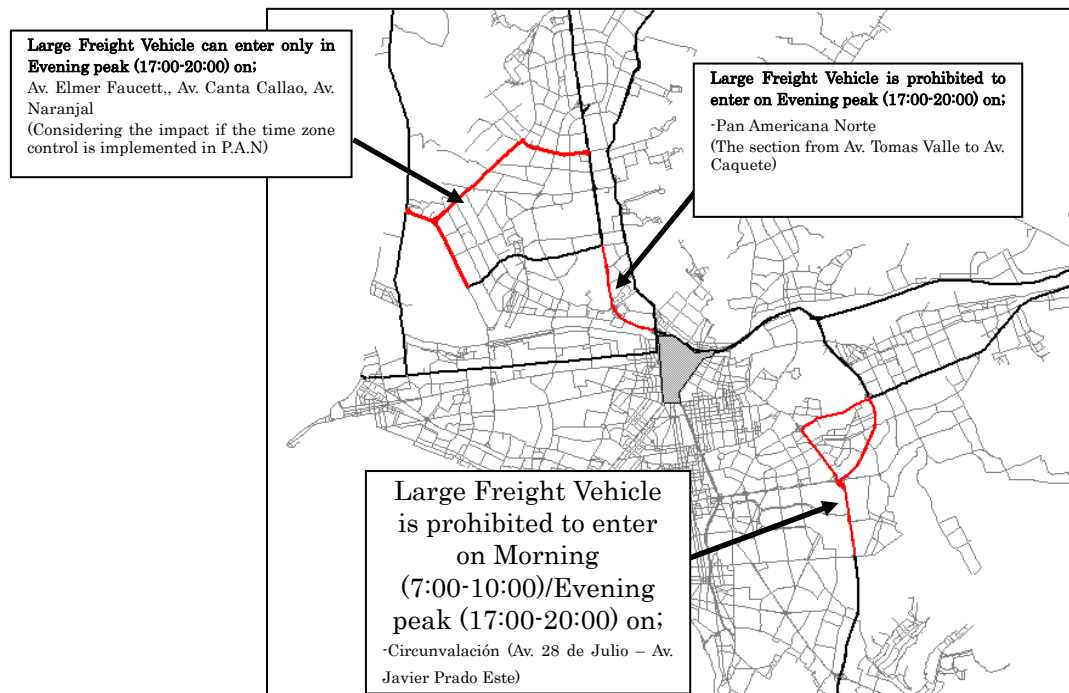 Large Freight Vehicle can enter only in
Evening peak (17:00-20:00) on;
Av. Elmer Faucett,, Av. Canta Callao, Av.
Naranjal
(Considering the impact if the time zone
control is implemented in P.A.N)
Large Freight Vehicle is prohibited to
enter on Evening peak (17:00-20:00) on;
-Pan Americana Norte
(The section from Av. Tomas Valle to Av.
Caquete)
Large Freight Vehicle
is prohibited to enter
on Morning
(7:00-10:00)/Evening
peak (17:00-20:00) on;
-Circunvalación (Av. 28 de Julio – Av.
Javier Prado Este)